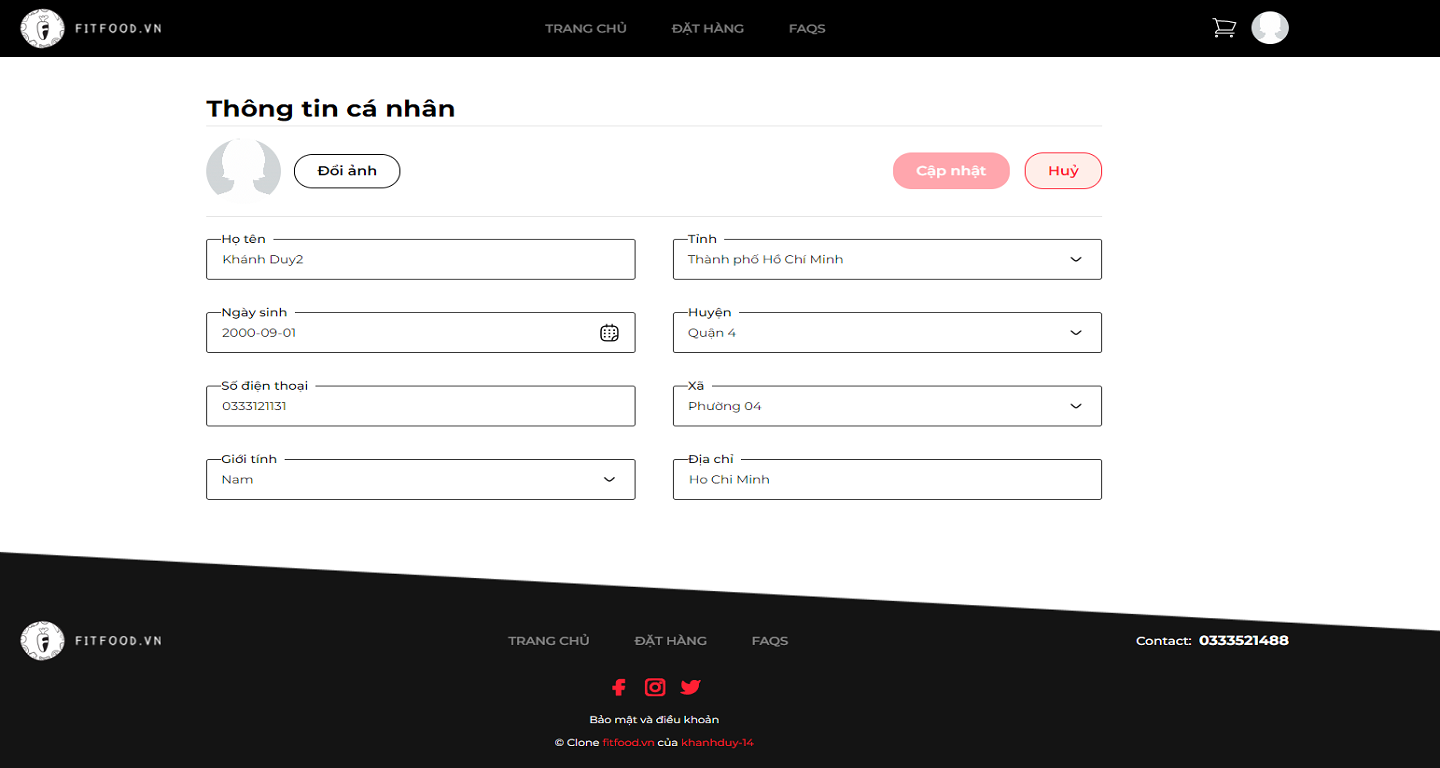 FITFOOD.VN TRANG CHỦ ĐẶT HÀNG FAQS
Thông tin cá nhân
Đổi ảnh Cập nhật Huỷ
Họ tên
Khánh Duy2
Tỉnh
Thành phố Hồ Chí Minh
Ngày sinh
2000-09-01
Huyện
Quận 4
Số điện thoại
0333121131
Xã
Phường 04
Giới tính
Nam
Địa chỉ
Ho Chi Minh
FITFOOD.VN TRANG CHỦ ĐẶT HÀNG FAQS Contact: 0333521488
Bảo mật và điều khoản
© Clone fitfood.vn của khanhduy-14